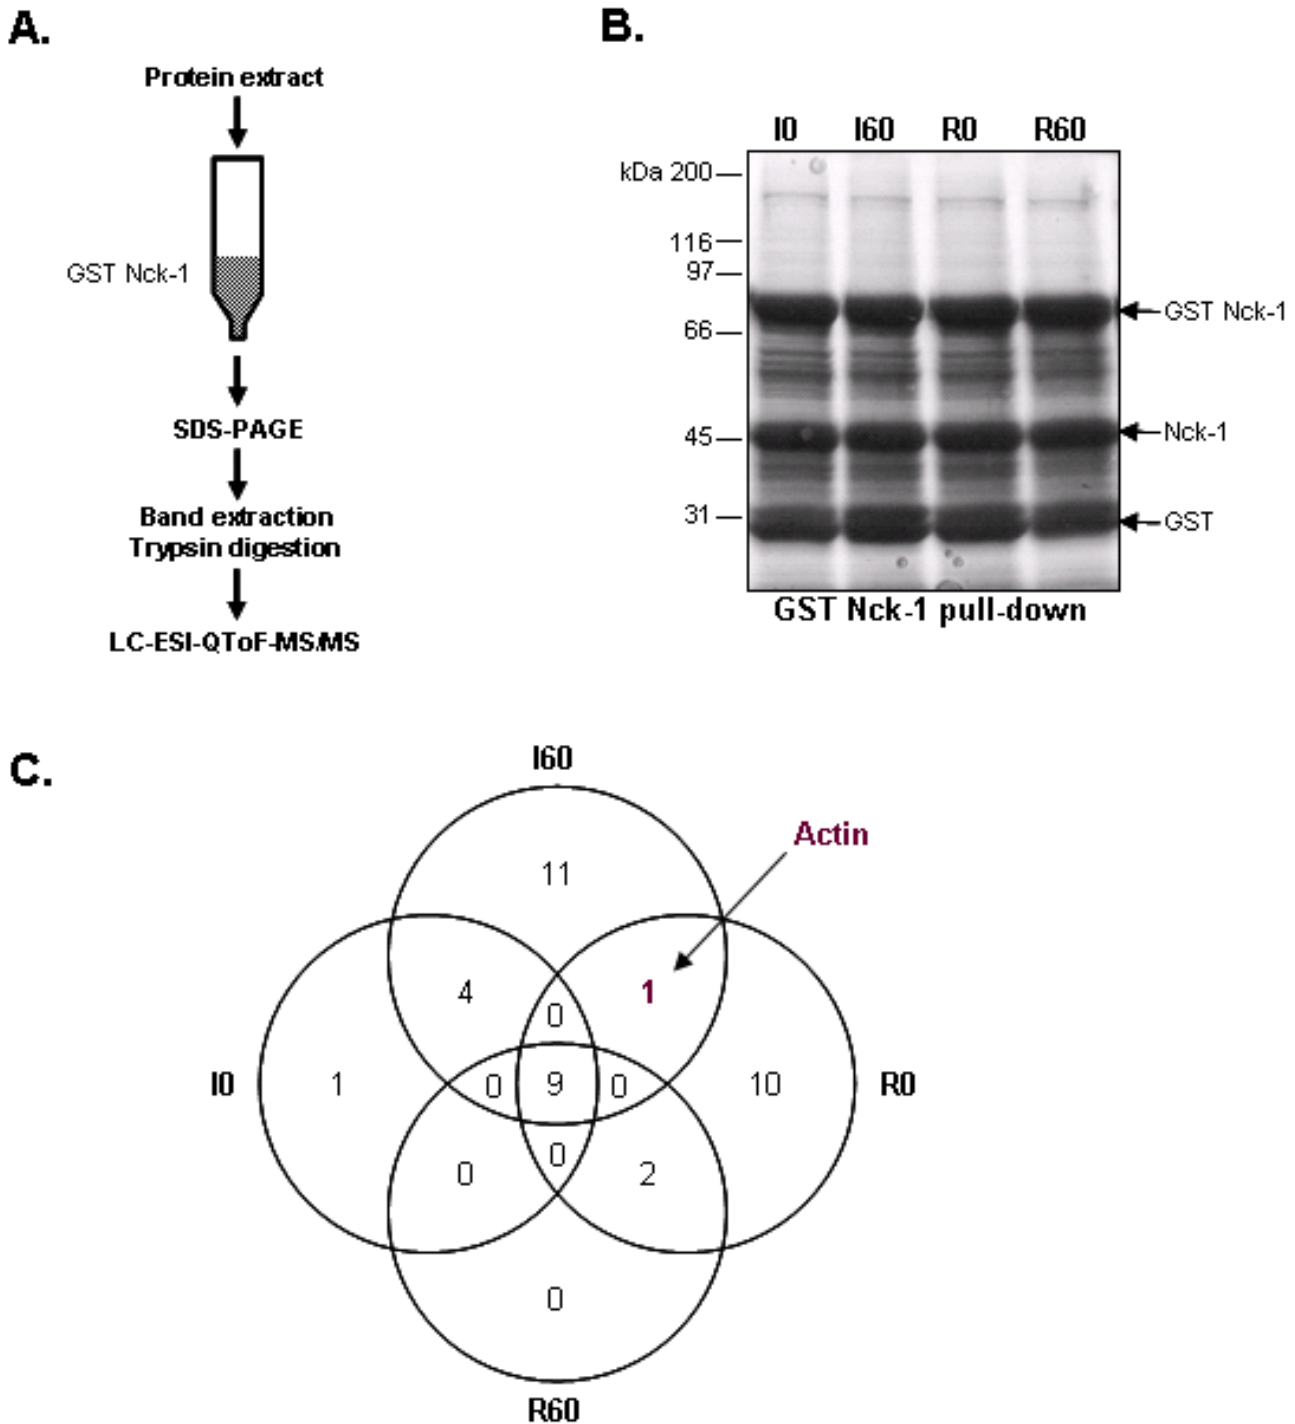 A.
Protein extract
GST Nck-1
SDS-PAGE
Band extraction
Trypsin digestion
LC-ESI-QToF-MS/MS
B.
I0 I60 R0 R60
kDa 200
116
97
66
45
31
GST Nck-1
Nck-1
GST
GST Nck-1 pull-down
C.
I60
Actin
11
4
1
0
I0
1
0
9
0
10
R0
0
0
2
0
R60